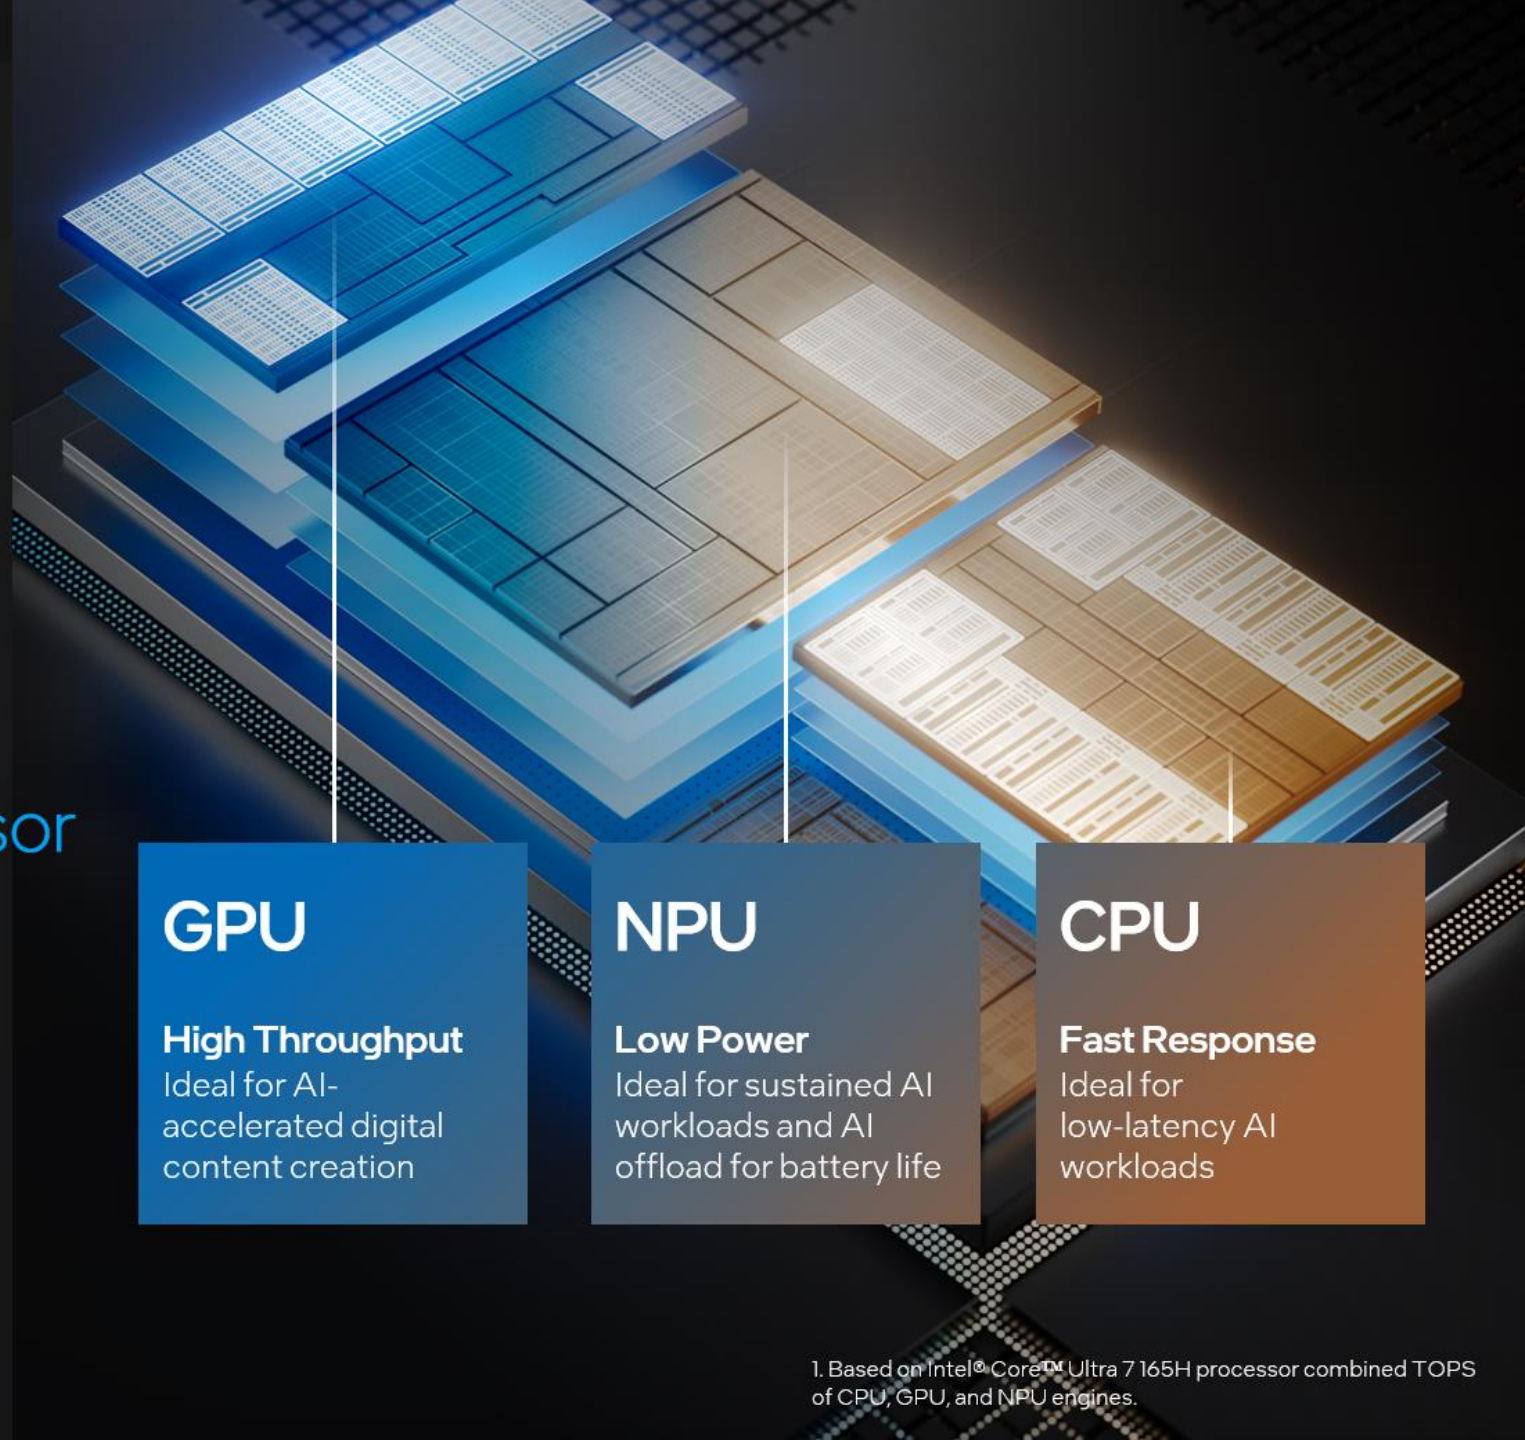 GPU
High Throughput
Ideal for AI-
accelerated digital
content creation
NPU
Low Power
Ideal for sustained AI
workloads and AI
offload for battery life
CPU
Fast Response
Ideal for
low-latency AI
workloads
1. Based on Intel® Core™ Ultra 7 165H processor combined TOPS
of CPU, GPU, and NPU engines.